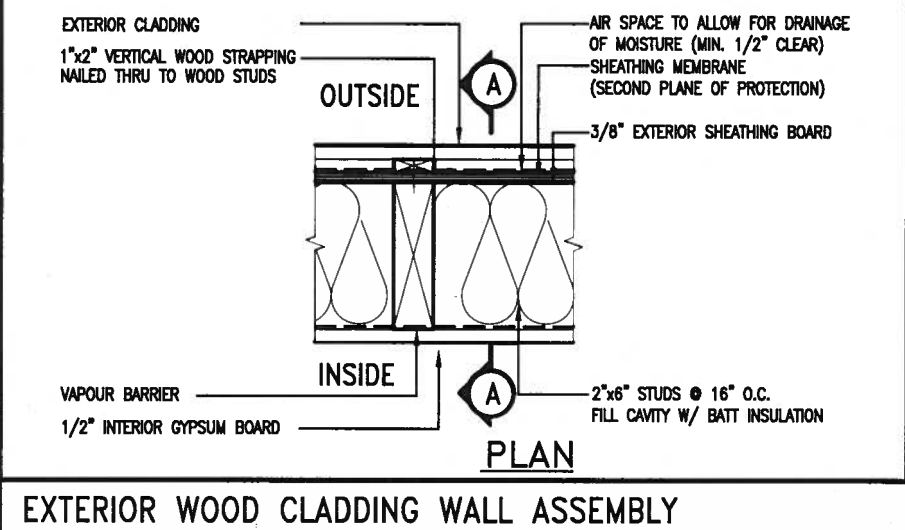 EXTERIOR CLADDING
1"x2" VERTICAL WOOD STRAPPING
NAILED THRU TO WOOD STUDS
AIR SPACE TO ALLOW FOR DRAINAGE
OF MOISTURE (MIN. 1/2" CLEAR)
SHEATHING MEMBRANE
(SECOND PLANE OF PROTECTION)
3/8" EXTERIOR SHEATHING BOARD
OUTSIDE
A
INSIDE
A
VAPOUR BARRIER
1/2" INTERIOR GYPSUM BOARD
2"x6" STUDS @ 16" O.C.
FILL CAVITY W/ BATT INSULATION
PLAN
EXTERIOR WOOD CLADDING WALL ASSEMBLY